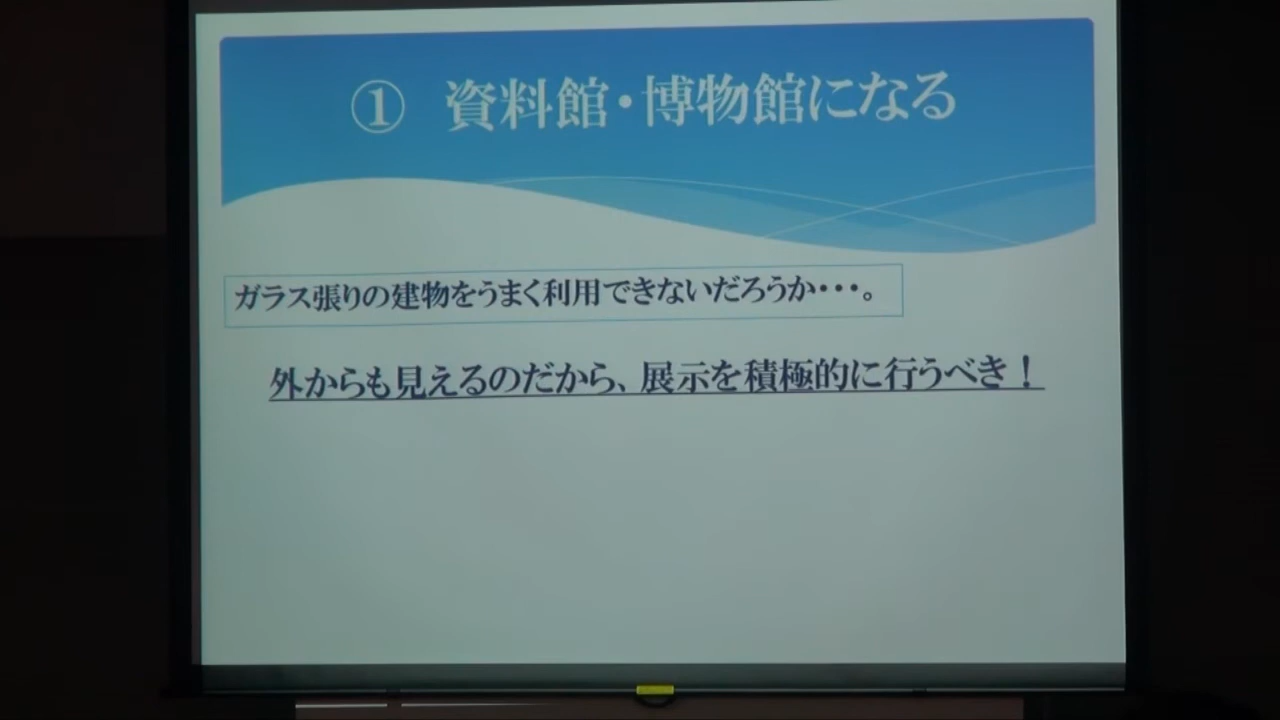 ① 資料館・博物館になる
ガラス張りの建物をうまく利用できないだろうか・・・。
外からも見えるのだから、展示を積極的に行うべき！